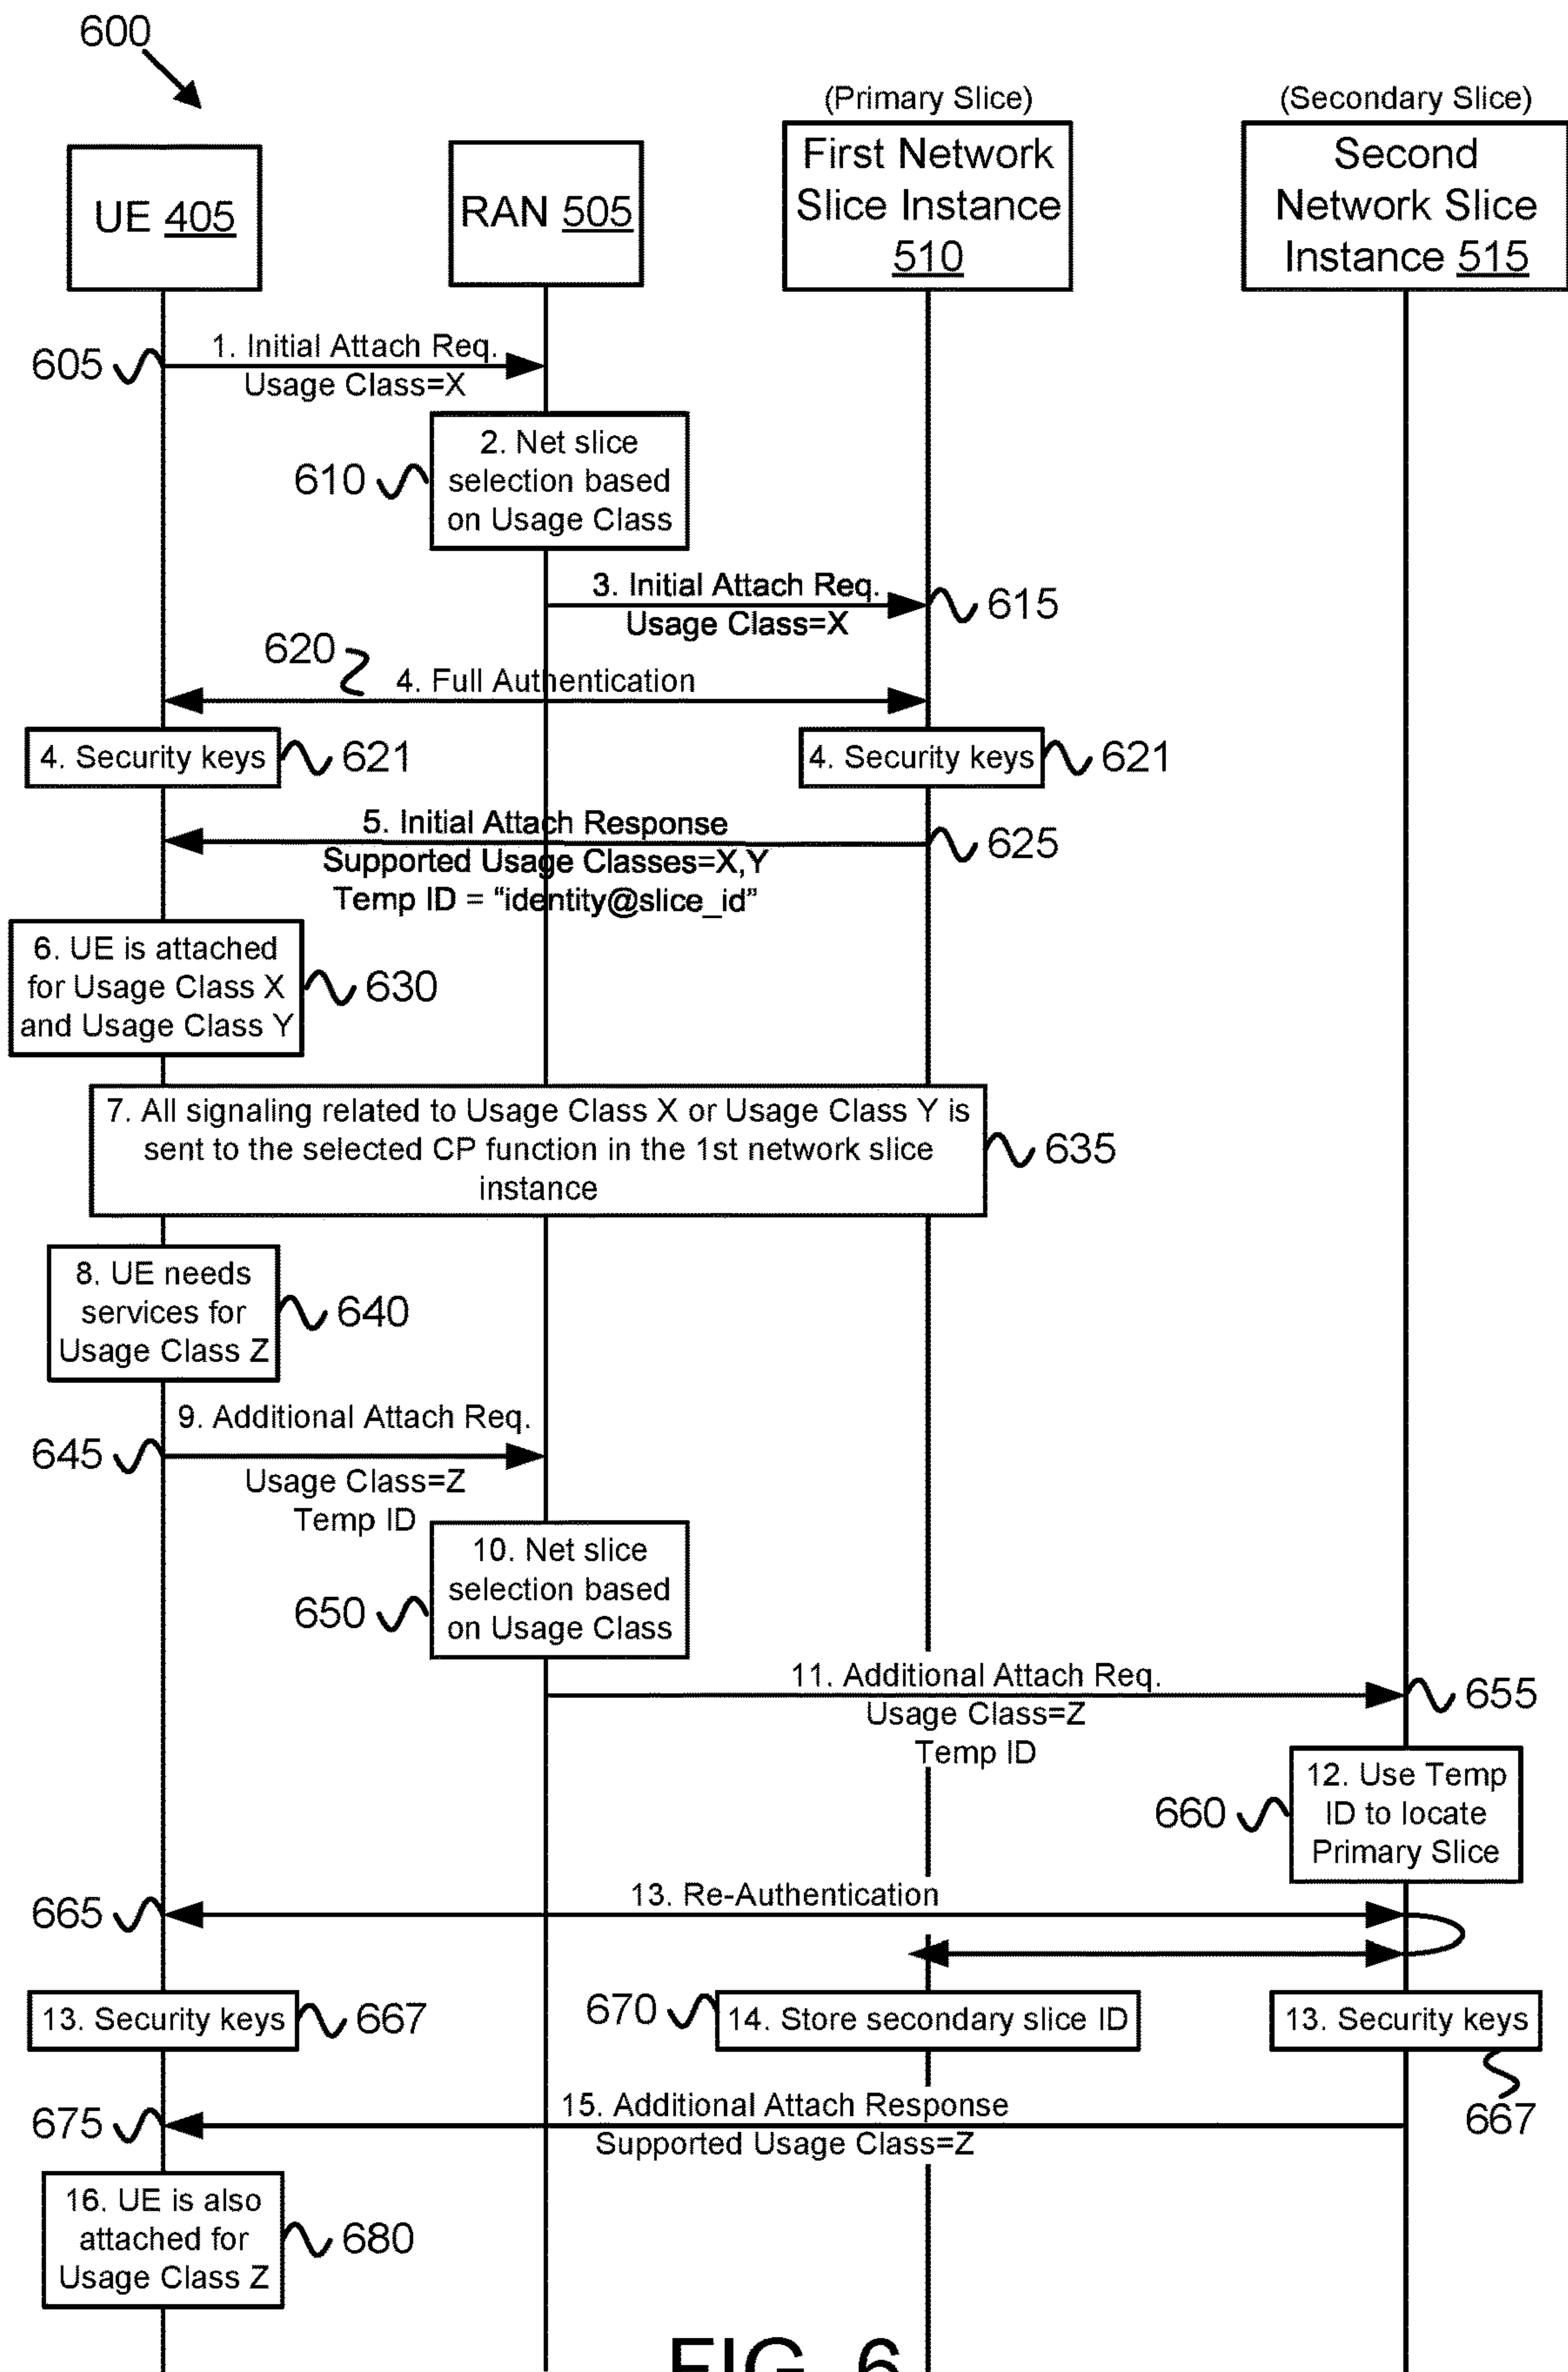 600
(Primary Slice)
(Secondary Slice)
UE 405
RAN 505
First Network
Slice Instance
510
Second
Network Slice
Instance 515
605
1. Initial Attach Req.
Usage Class=X
610
2. Net slice
selection based
on Usage Class
3. Initial Attach Req.
Usage Class=X
615
620
4. Full Authentication
4. Security keys
621
4. Security keys
621
5. Initial Attach Response
Supported Usage Classes=X,Y
Temp ID = “identity@slice_id”
625
6. UE is attached
for Usage Class X
and Usage Class Y
630
7. All signaling related to Usage Class X or Usage Class Y is
sent to the selected CP function in the 1st network slice
instance
635
8. UE needs
services for
Usage Class Z
640
9. Additional Attach Req.
645
Usage Class=Z
Temp ID
10. Net slice
selection based
on Usage Class
650
11. Additional Attach Req.
Usage Class=Z
Temp ID
655
12. Use Temp
ID to locate
Primary Slice
660
13. Re-Authentication
665
13. Security keys
667
670
14. Store secondary slice ID
13. Security keys
667
15. Additional Attach Response
Supported Usage Class=Z
675
16. UE is also
attached for
Usage Class Z
680
FIG. 6